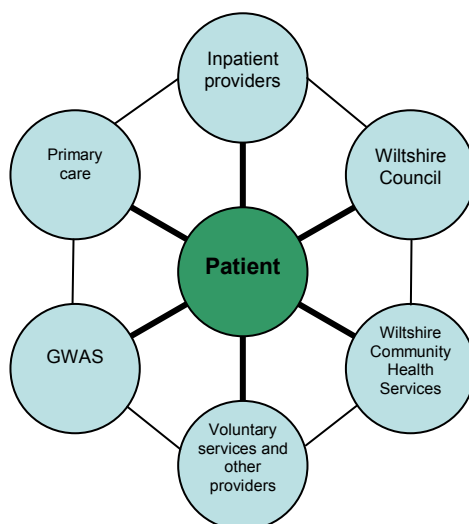 Inpatient
providers
Primary
care
Wiltshire
Council
Patient
GWAS
Wiltshire
Community
Health
Services
Voluntary
services and
other
providers